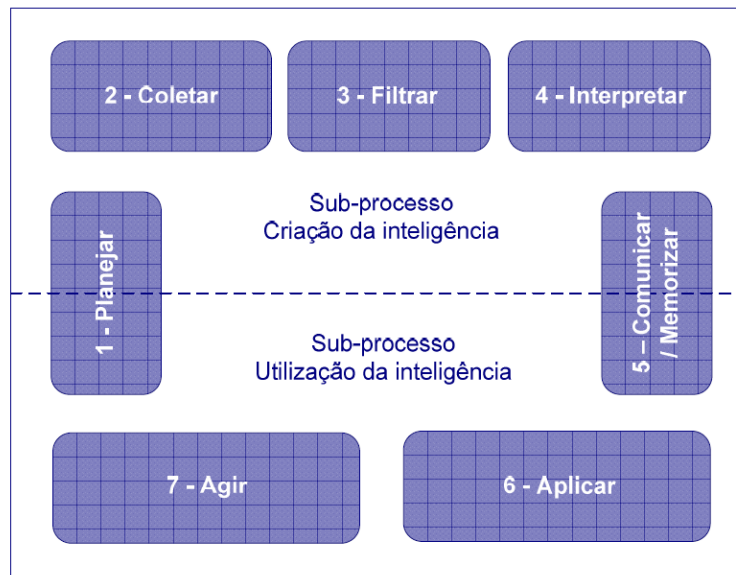 2 - Coletar
3 - Filtrar
4 - Interpretar
Sub-processo
Criação da inteligência
1 - Planejar
5 – Comunicar
/ Memorizar
Sub-processo
Utilização da inteligência
7 - Agir
6 - Aplicar